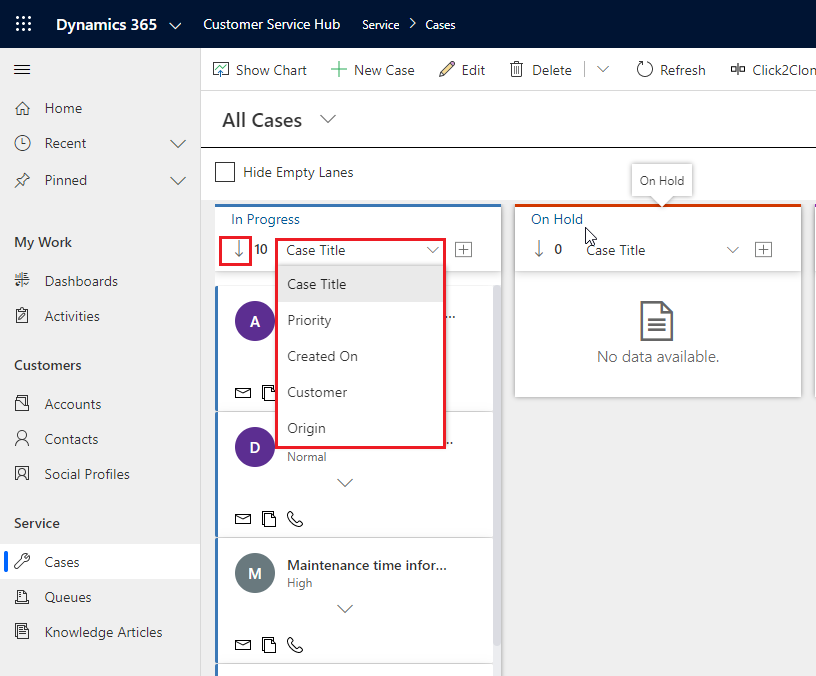 Dynamics 365 Customer Service Hub Service Cases
Show Chart New Case Edit Delete Refresh Click2Clon
Home
Recent
Pinned
My Work
Dashboards
Activities
Customers
Accounts
Contacts
Social Profiles
Service
Cases
Queues
Knowledge Articles
All Cases
Hide Empty Lanes
In Progress
10 Case Title
Case Title
Priority
Created On
Customer
Origin
A
...
D
..
Normal
M
Maintenance time infor...
High
On Hold
On Hold
0 Case Title
No data available.